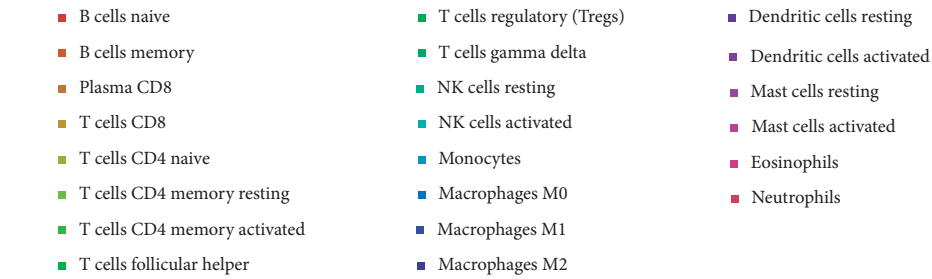 B cells naive
B cells memory
Plasma CD8
T cells CD8
T cells CD4 naive
T cells CD4 memory resting
T cells CD4 memory activated
T cells follicular helper
T cells regulatory (Tregs)
T cells gamma delta
NK cells resting
NK cells activated
Monocytes
Macrophages M0
Macrophages M1
Macrophages M2
Dendritic cells resting
Dendritic cells activated
Mast cells resting
Mast cells activated
Eosinophils
Neutrophils